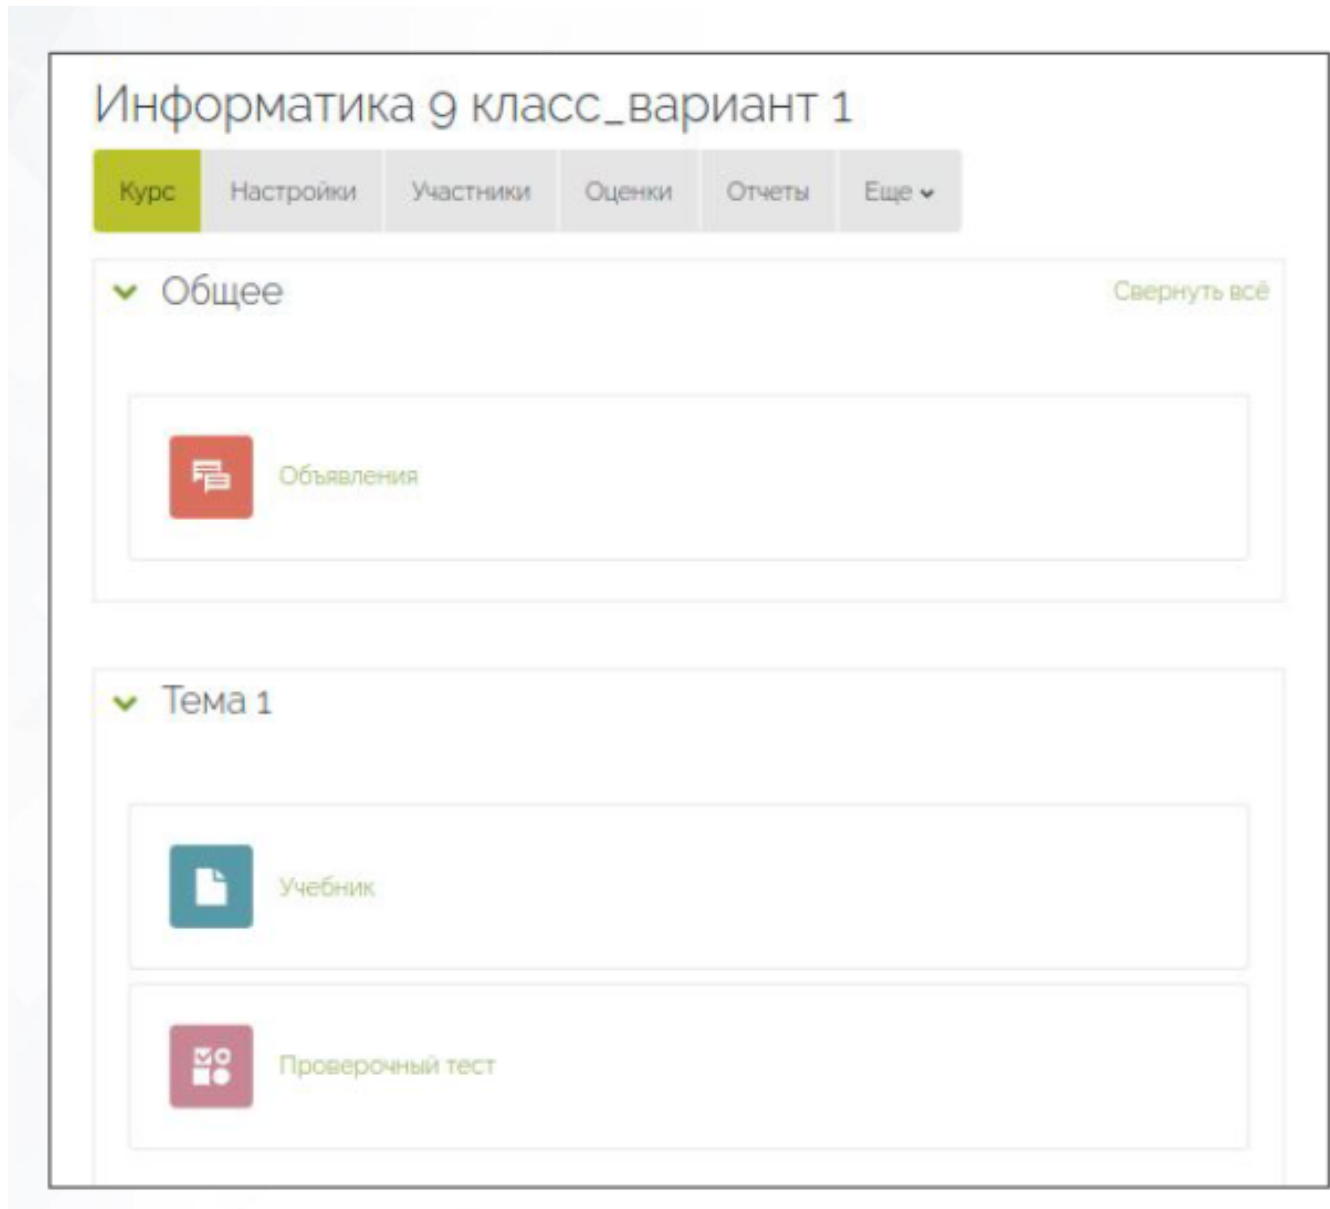 Информатика 9 класс_вариант 1
Курс Настройки Участники Оценки Отчеты Еще
Общее Свернуть всё
Объявления
Тема 1
Учебник
Проверочный тест